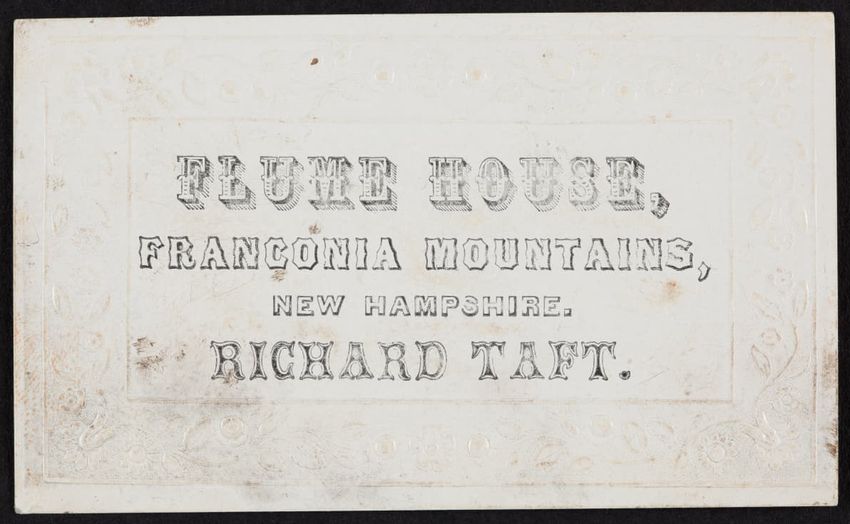 FLUME HOUSE,
FRANCONIA MOUNTAINS,
NEW HAMPSHIRE.
RICHARD TAFT.